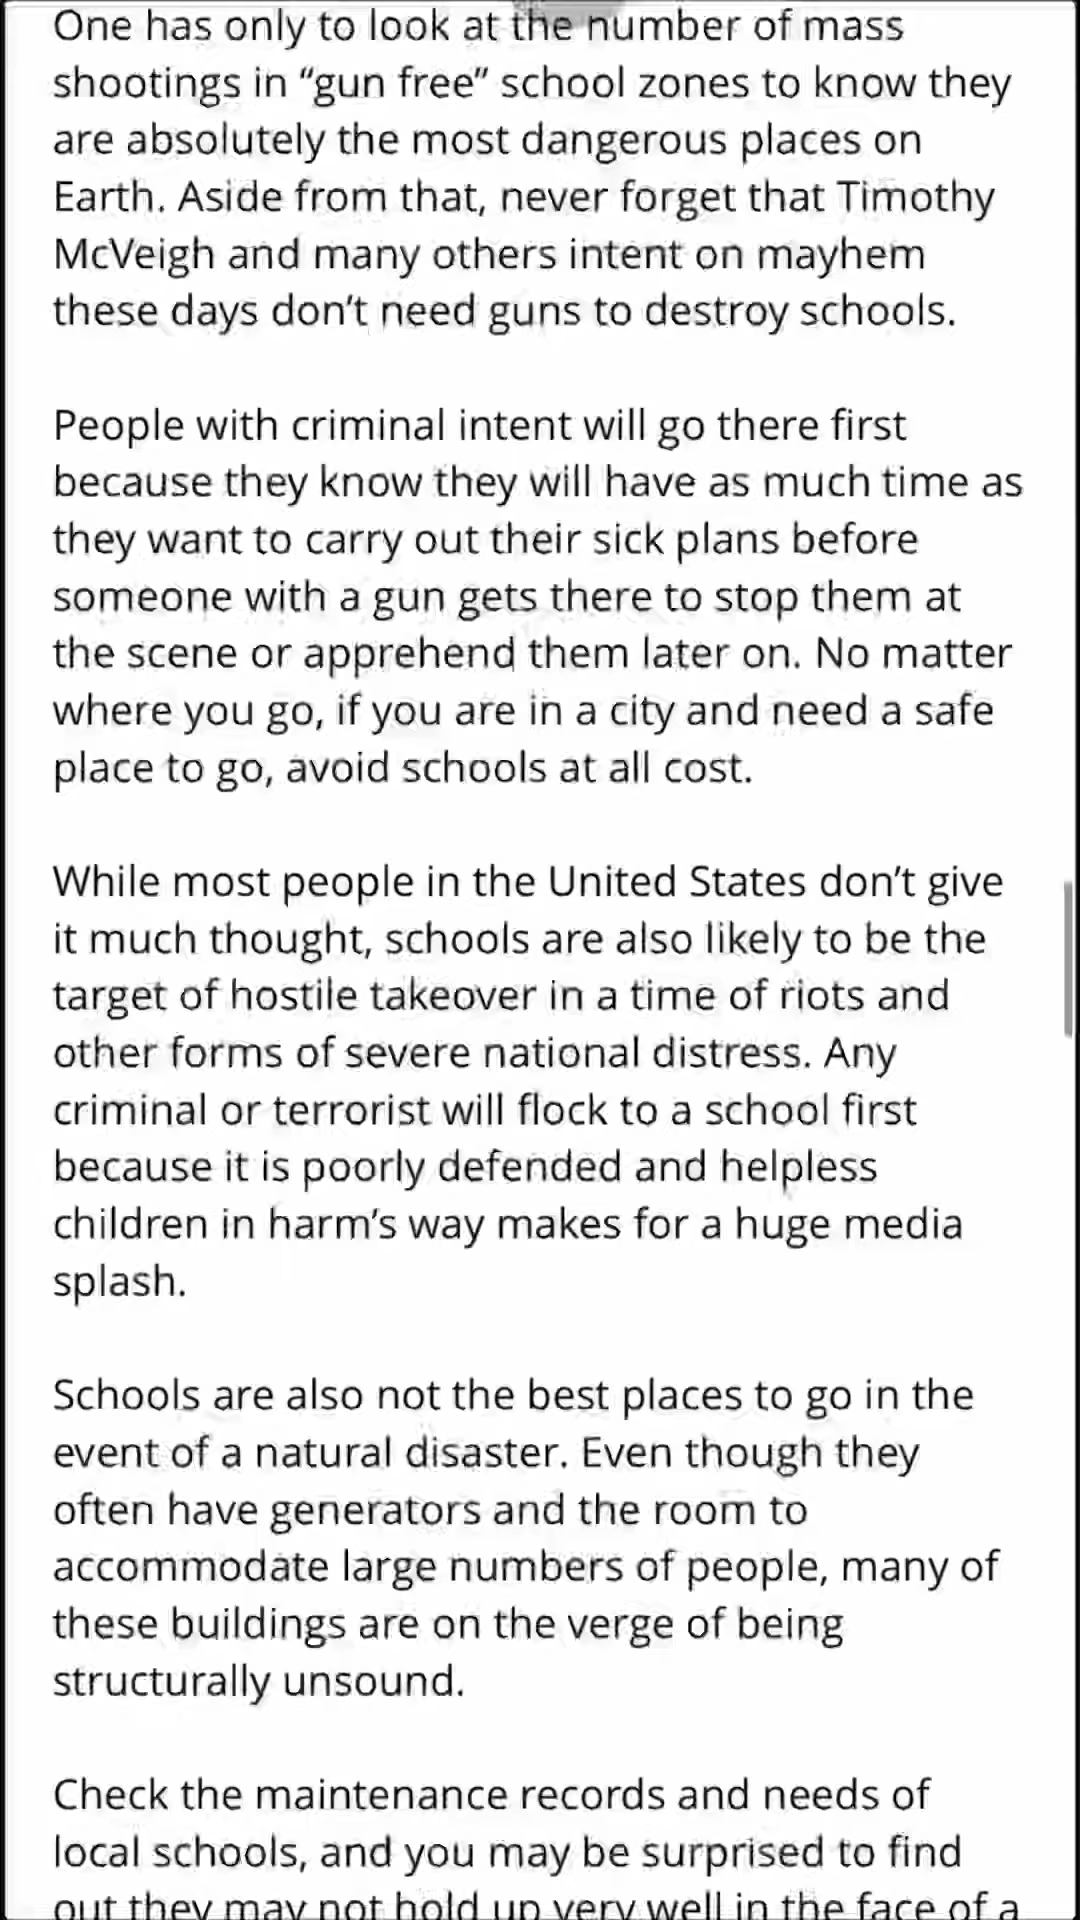 One has only to look at the number of mass
shootings in “gun free” school zones to know they
are absolutely the most dangerous places on
Earth. Aside from that, never forget that Timothy
McVeigh and many others intent on mayhem
these days don’t need guns to destroy schools.
People with criminal intent will go there first
because they know they will have as much time as
they want to carry out their sick plans before
someone with a gun gets there to stop them at
the scene or apprehend them later on. No matter
where you go, if you are in a city and need a safe
place to go, avoid schools at all cost.
While most people in the United States don’t give
it much thought, schools are also likely to be the
target of hostile takeover in a time of riots and
other forms of severe national distress. Any
criminal or terrorist will flock to a school first
because it is poorly defended and helpless
children in harm’s way makes for a huge media
splash.
Schools are also not the best places to go in the
event of a natural disaster. Even though they
often have generators and the room to
accommodate large numbers of people, many of
these buildings are on the verge of being
structurally unsound.
Check the maintenance records and needs of
local schools, and you may be surprised to find
out they may not hold up very well in the face of a